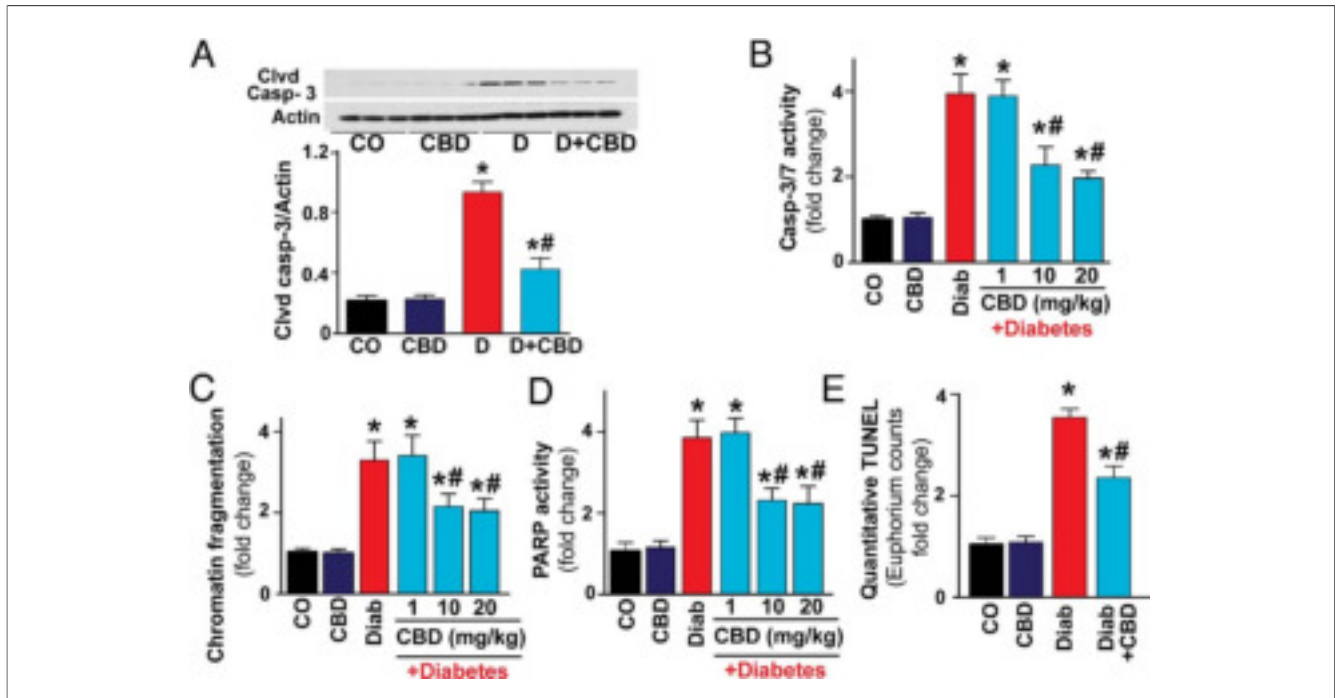 A
Clvd
Casp- 3
Actin
CO CBD D D+CBD
Clvd casp-3/Actin
1.2
0.8
0.4
0
*
*#
CO CBD D D+CBD
B
Casp-3/7 activity
(fold change)
4
2
0
* * *# *#
CO CBD Diab 1 10 20
CBD (mg/kg)
+Diabetes
C
Chromatin fragmentation
(fold change)
4
2
0
* * *# *#
CO CBD Diab 1 10 20
CBD (mg/kg)
+Diabetes
D
PARP activity
(fold change)
4
2
0
* * *# *#
CO CBD Diab 1 10 20
CBD (mg/kg)
+Diabetes
E
Quantitative TUNEL
(Euphorium counts
fold change)
4
2
0
* *#
CO CBD Diab Diab
+CBD